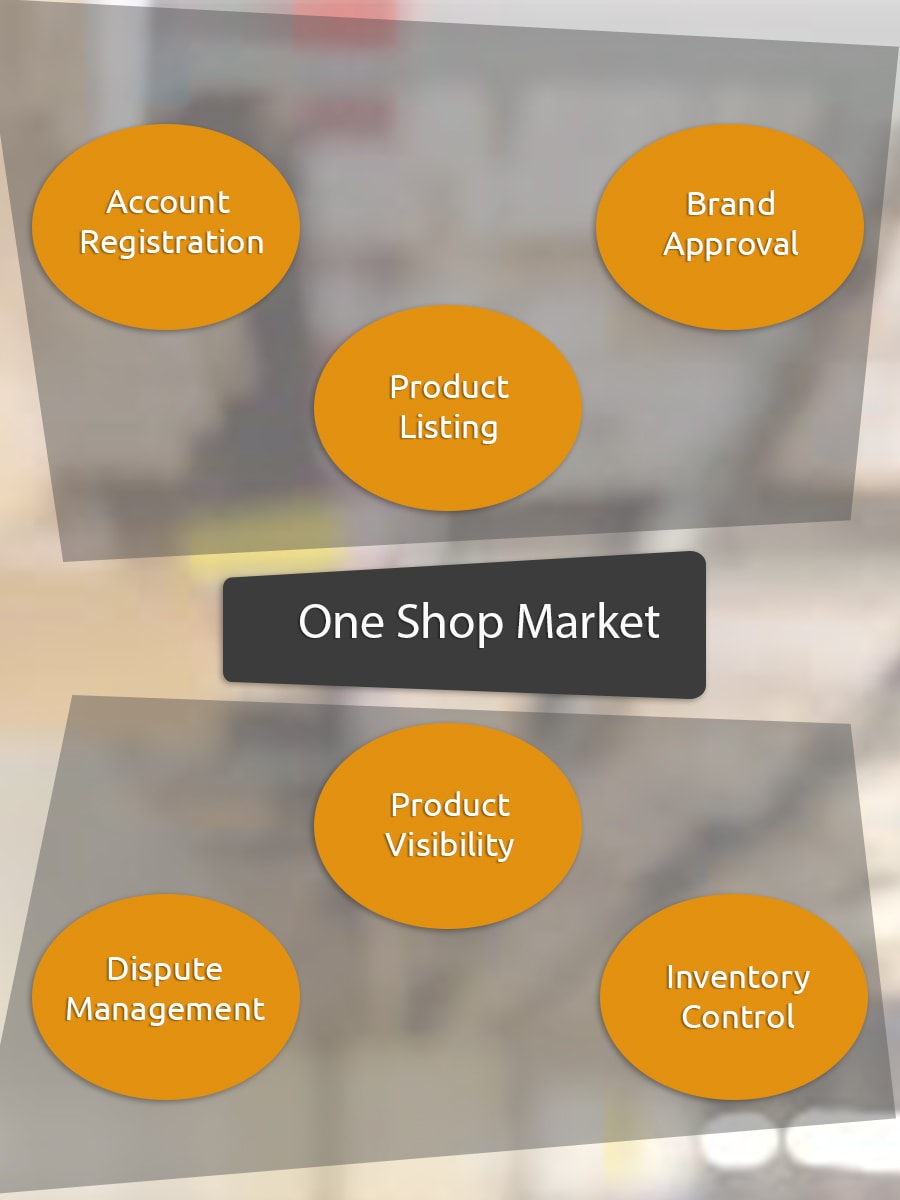 Account
Registration
Brand
Approval
Product
Listing
One Shop Market
Product
Visibility
Dispute
Management
Inventory
Control